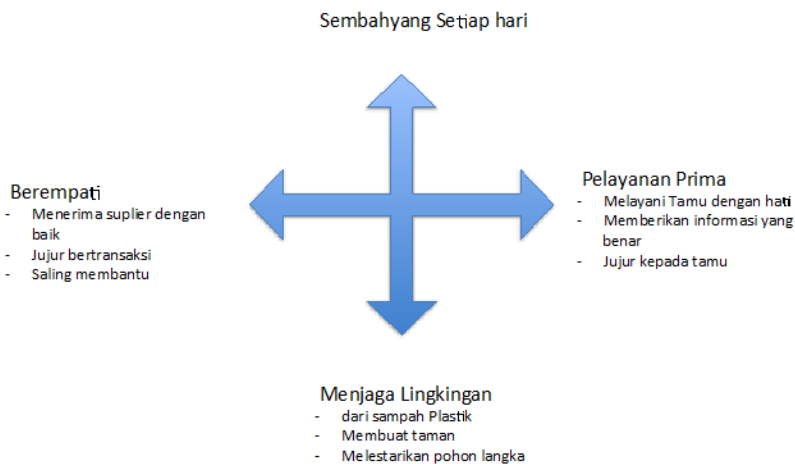 Sembahyang Setiap hari
Berempati
- Menerima suplier dengan
baik
- Jujur bertransaksi
- Saling membantu
Pelayanan Prima
- Melayani Tamu dengan hati
- Memberikan informasi yang
benar
- Jujur kepada tamu
Menjaga Lingkingan
- dari sampah Plastik
- Membuat taman
- Melestarikan pohon langka